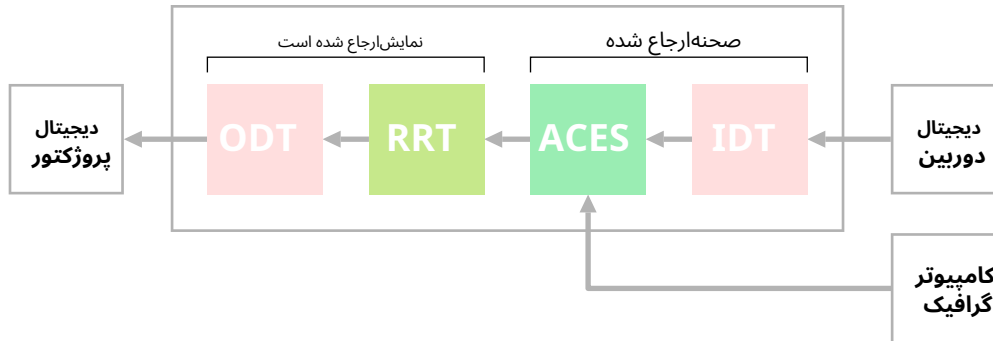 صحنه‌ارجاع شده
نمایش‌ارجاع شده است
دیجیتال
دوربین
IDT
ACES
RRT
ODT
دیجیتال
پروژکتور
کامپیوتر
گرافیک